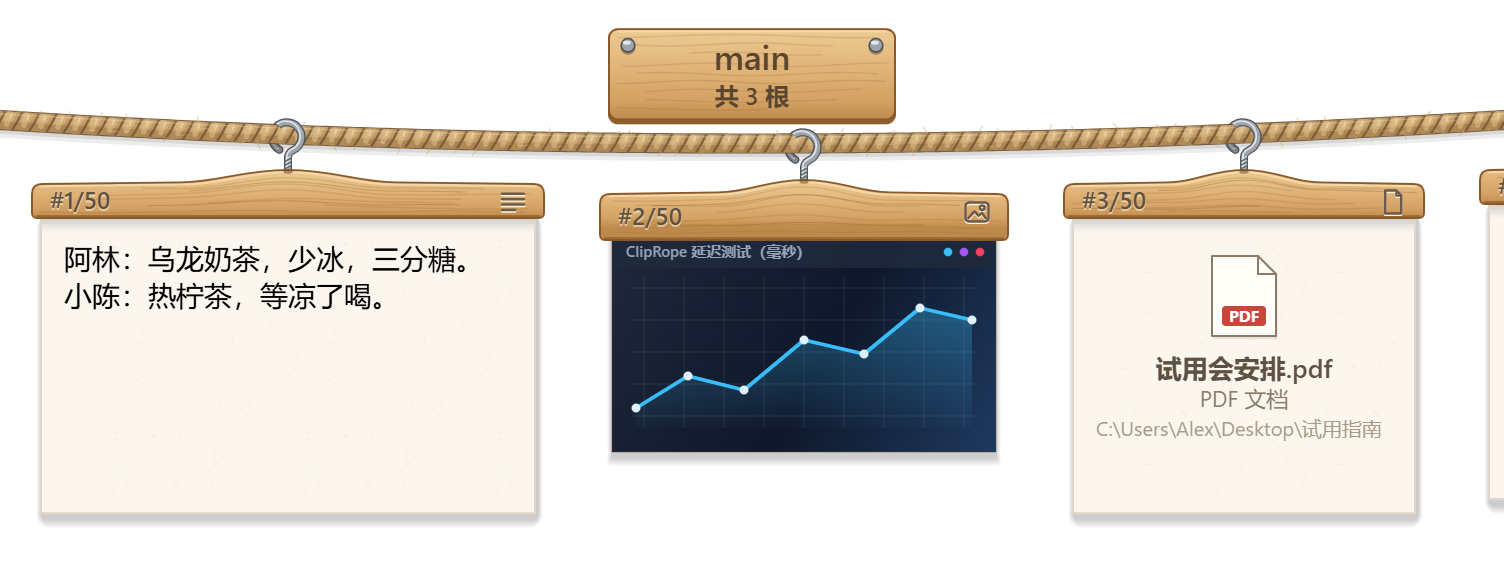 main
共 3 根
#1/50
阿林：乌龙奶茶，少冰，三分糖。
小陈：热柠茶，等凉了喝。
#2/50
ClipRope 延迟测试（毫秒）
#3/50
PDF
试用会安排.pdf
PDF 文档
C:\Users\Alex\Desktop\试用指南